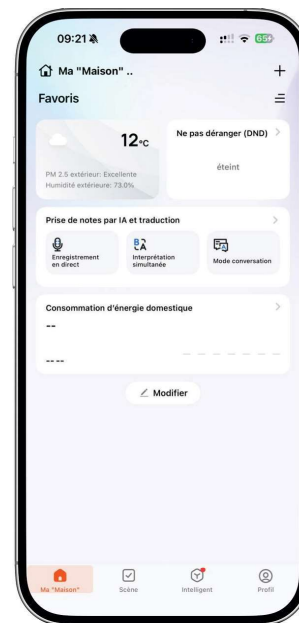 09:21
65
Ma "Maison" ..
Favoris
12°C
PM 2.5 extérieur: Excellente
Humidité extérieure: 73.0%
Ne pas déranger (DND)
éteint
Prise de notes par IA et traduction
Enregistrement
en direct
Interprétation
simultanée
Mode conversation
Consommation d'énergie domestique
--
-- --
Modifier
Ma "Maison"
Scène
Intelligent
Profil